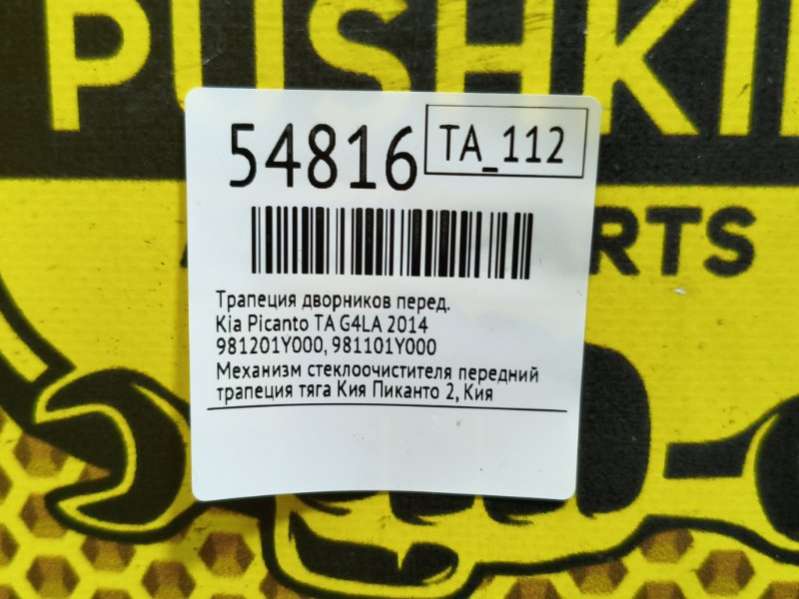 PUSHKI
54816
TA_112
RTS
Трапеция дворников перед.
Kia Picanto TA G4LA 2014
981201Y000, 981101Y000
Механизм стеклоочистителя передний
трапеция тяга Кия Пиканто 2, Кия